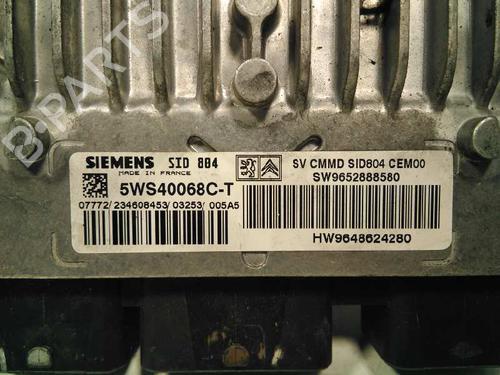 B-PARTS
SIEMENS SID 804
MADE IN FRANCE
5WS40068C-T
07772/234608453/03253/005A5
SV CMMD SID804 CEM00
SW9652888580
HW9648624280